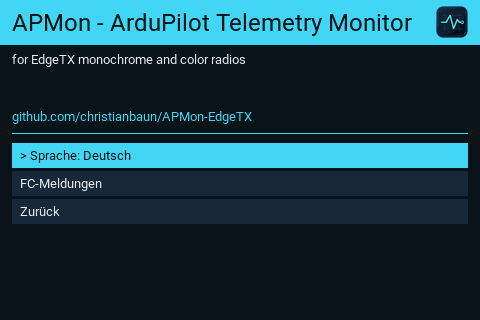 APMon - ArduPilot Telemetry Monitor
for EdgeTX monochrome and color radios
github.com/christianbaun/APMon-EdgeTX
> Sprache: Deutsch
FC-Meldungen
Zurück